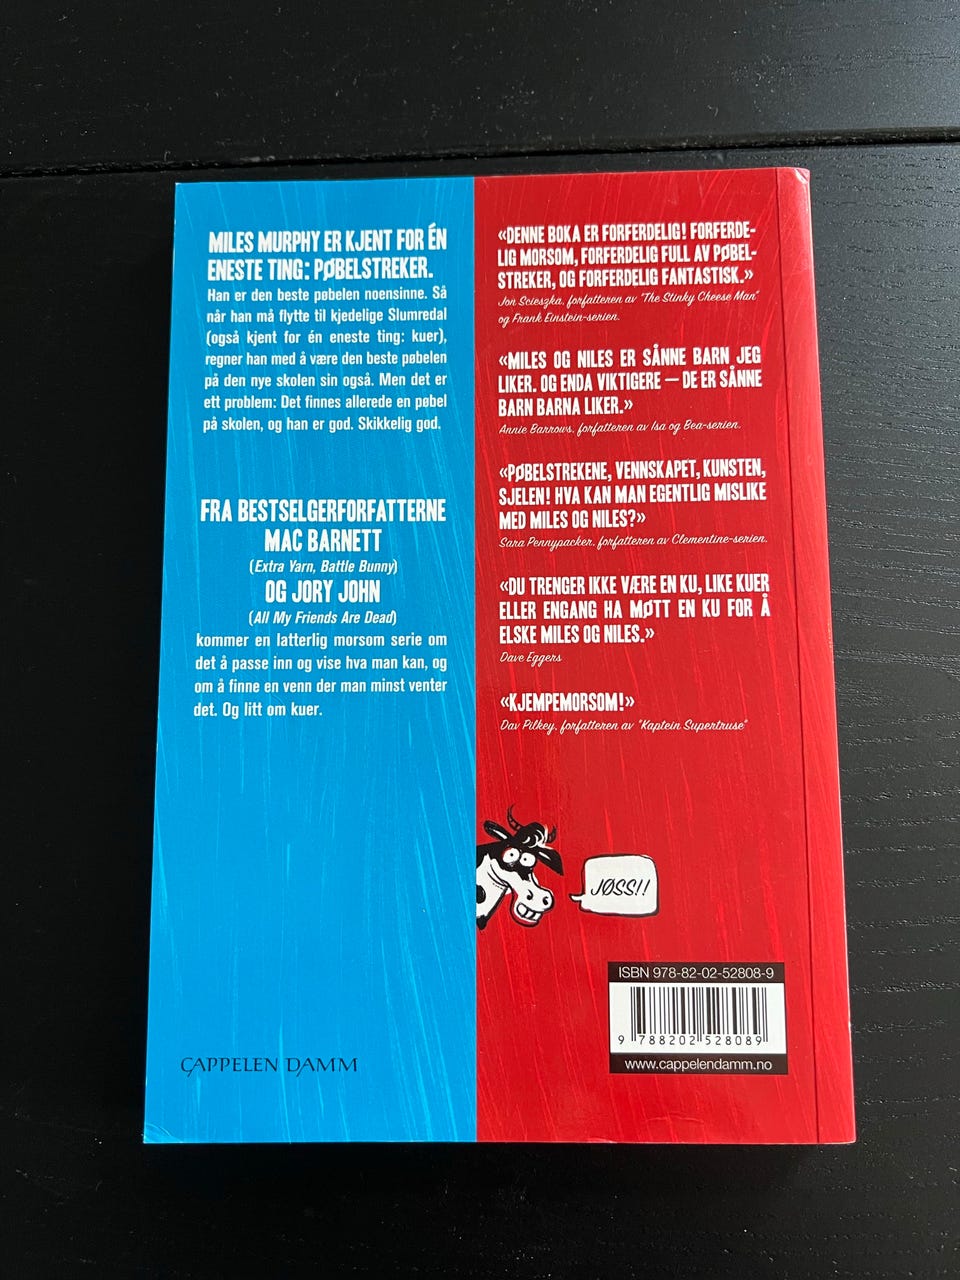 MILES MURPHY ER KJENT FOR ÉN
ENESTE TING: PØBELSTREKER.
Han er den beste pøbelen noensinne. Så
når han må flytte til kjedelige Slumredal
(også kjent for én eneste ting: kuer),
regner han med å være den beste pøbelen
på den nye skolen sin også. Men det er
ett problem: Det finnes allerede en pøbel
på skolen, og han er god. Skikkelig god.
FRA BESTSELGERFORFATTERNE
MAC BARNETT
(Extra Yarn, Battle Bunny)
OG JORY JOHN
(All My Friends Are Dead)
kommer en latterlig morsom serie om
det å passe inn og vise hva man kan, og
om å finne en venn der man minst venter
det. Og litt om kuer.
CAPPELEN DAMM
«DENNE BOKA ER FORFERDELIG! FORFERDE-
LIG MORSOM, FORFERDELIG FULL AV PØBEL-
STREKER, OG FORFERDELIG FANTASTISK.»
Jon Scieszka, forfatteren av "The Stinky Cheese Man"
og Frank Einstein-serien.
«MILES OG NILES ER SÅNNE BARN JEG
LIKER. OG ENDA VIKTIGERE – DE ER SÅNNE
BARN BARNA LIKER.»
Annie Barrows, forfatteren av Isa og Bea-serien.
«PØBELSTREKENE, VENNSKAPET, KUNSTEN,
SJELEN! HVA KAN MAN EGENTLIG MISLIKE
MED MILES OG NILES?»
Sara Pennypacker, forfatteren av Clementine-serien.
«DU TRENGER IKKE VÆRE EN KU, LIKE KUER
ELLER ENGANG HA MØTT EN KU FOR Å
ELSKE MILES OG NILES.»
Dave Eggers
«KJEMPEMORSOM!»
Dav Pilkey, forfatteren av "Kaptein Supertruse"
JØSS!!
ISBN 978-82-02-52808-9
9 788202 528089
www.cappelendamm.no